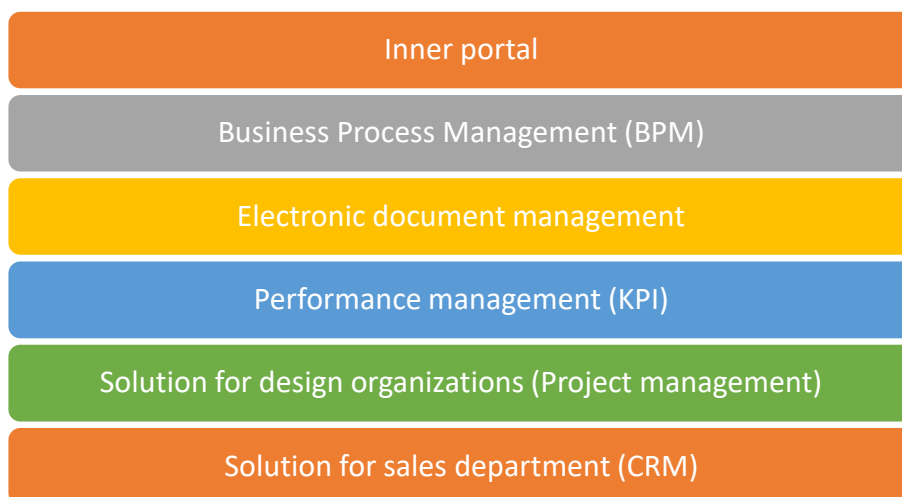 Inner portal
Business Process Management (BPM)
Electronic document management
Performance management (KPI)
Solution for design organizations (Project management)
Solution for sales department (CRM)